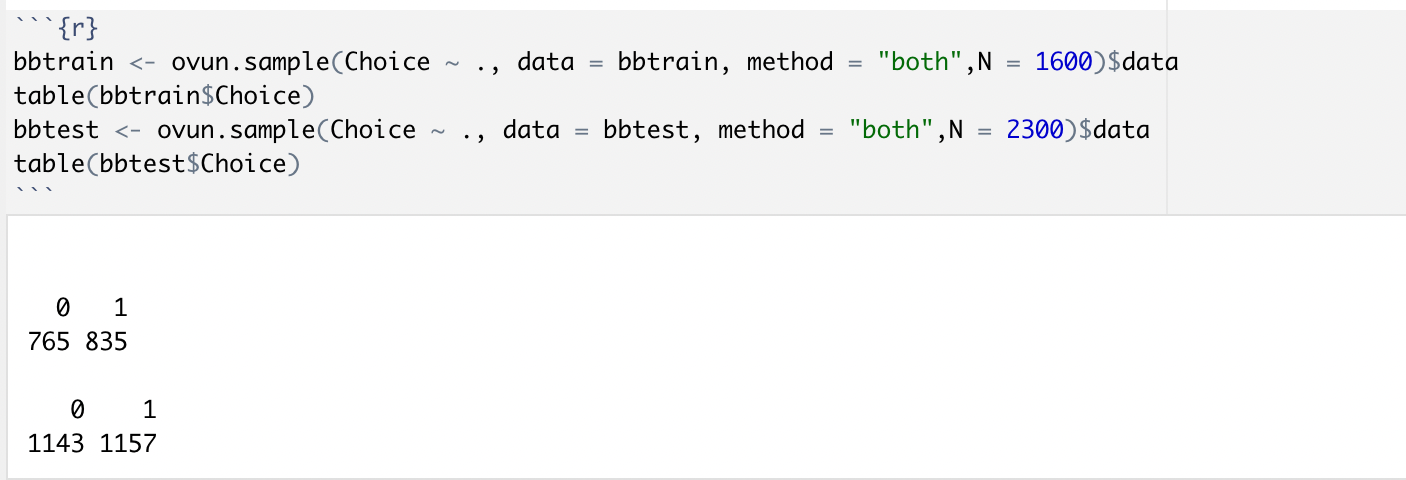 ```{r}
bbtrain <- ovun.sample(Choice ~ ., data = bbtrain, method = "both",N = 1600)$data
table(bbtrain$Choice)
bbtest <- ovun.sample(Choice ~ ., data = bbtest, method = "both",N = 2300)$data
table(bbtest$Choice)
```
0 1
765 835
0 1
1143 1157